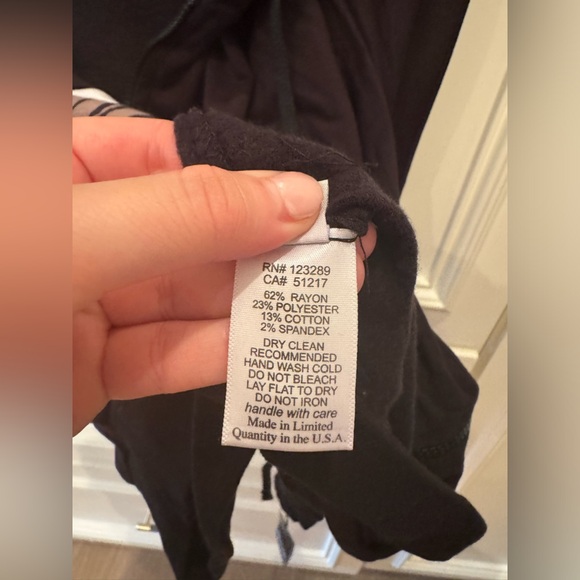 RN# 123289
CA# 51217
62% RAYON
23% POLYESTER
13% COTTON
2% SPANDEX
DRY CLEAN
RECOMMENDED
HAND WASH COLD
DO NOT BLEACH
LAY FLAT TO DRY
DO NOT IRON
handle with care
Made in Limited
Quantity in the U.S.A.